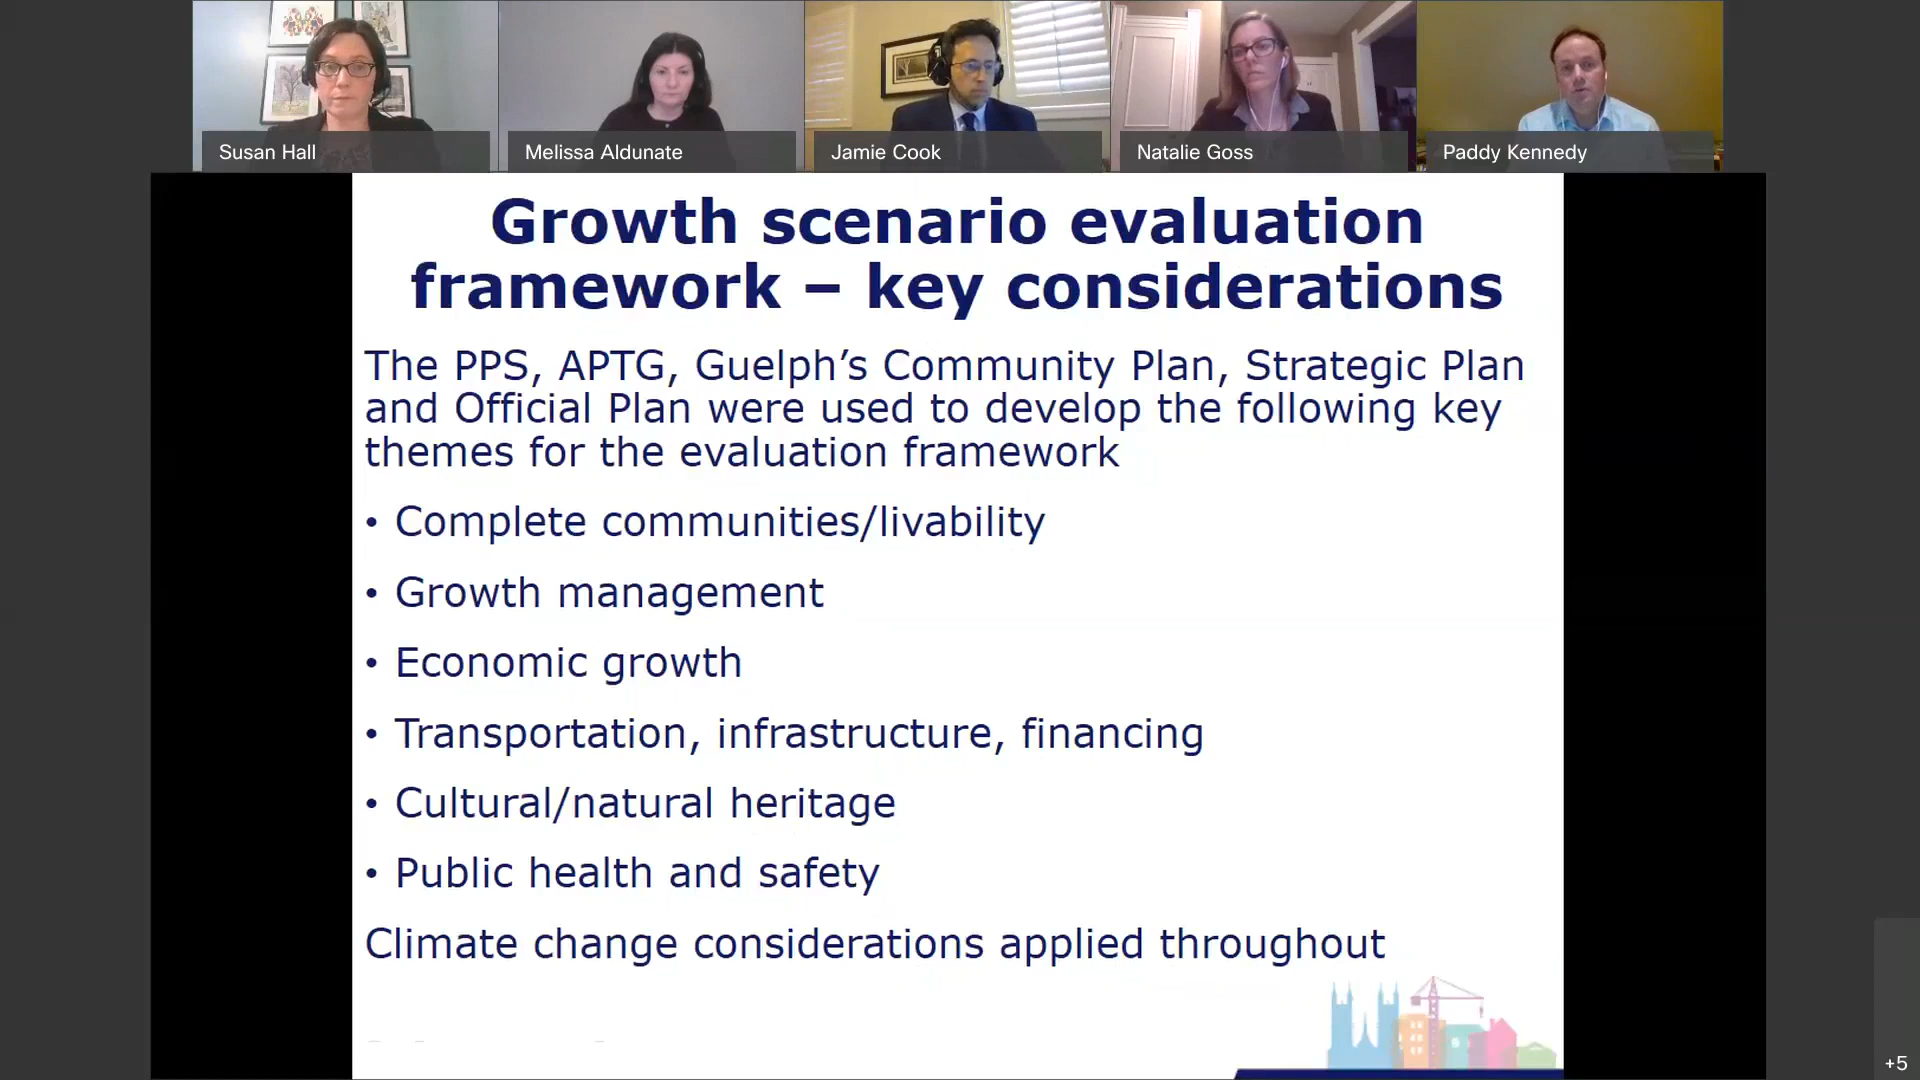 Susan Hall
Melissa Aldunate
Jamie Cook
Natalie Goss
Paddy Kennedy
Growth scenario evaluation
framework – key considerations
The PPS, APTG, Guelph’s Community Plan, Strategic Plan
and Official Plan were used to develop the following key
themes for the evaluation framework
• Complete communities/livability
• Growth management
• Economic growth
• Transportation, infrastructure, financing
• Cultural/natural heritage
• Public health and safety
Climate change considerations applied throughout
+5